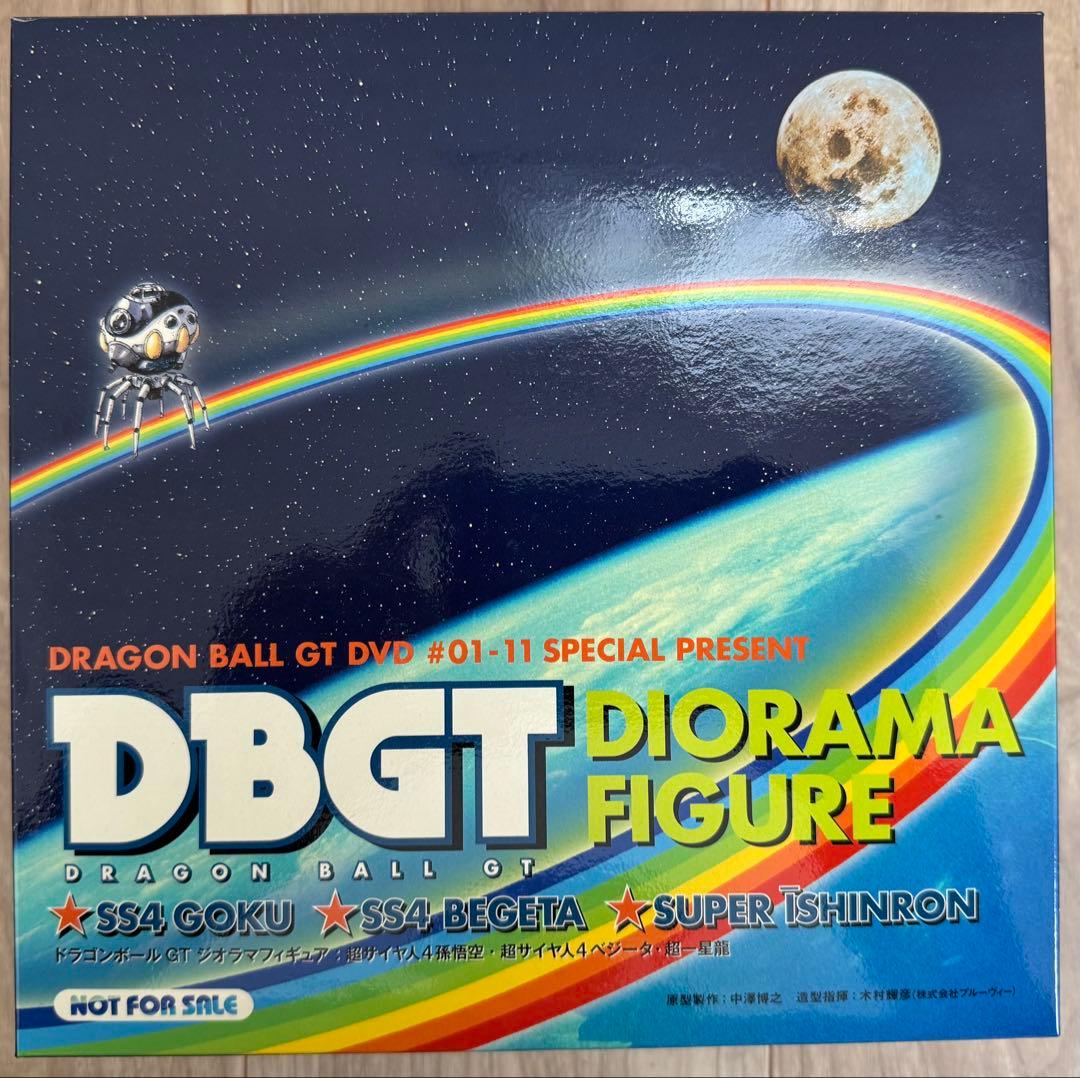 DRAGON BALL GT DVD #01-11 SPECIAL PRESENT
DBGT DIORAMA FIGURE
DRAGON BALL GT
★SS4 GOKU ★SS4 BEGETA ★SUPER ĪSHINRON
ドラゴンボールGT ジオラマフィギュア:超サイヤ人4孫悟空・超サイヤ人4ベジータ・超一星龍
NOT FOR SALE
原型製作:中澤博之 造型指揮:木村輝彦(株式会社ブルーヴィー)